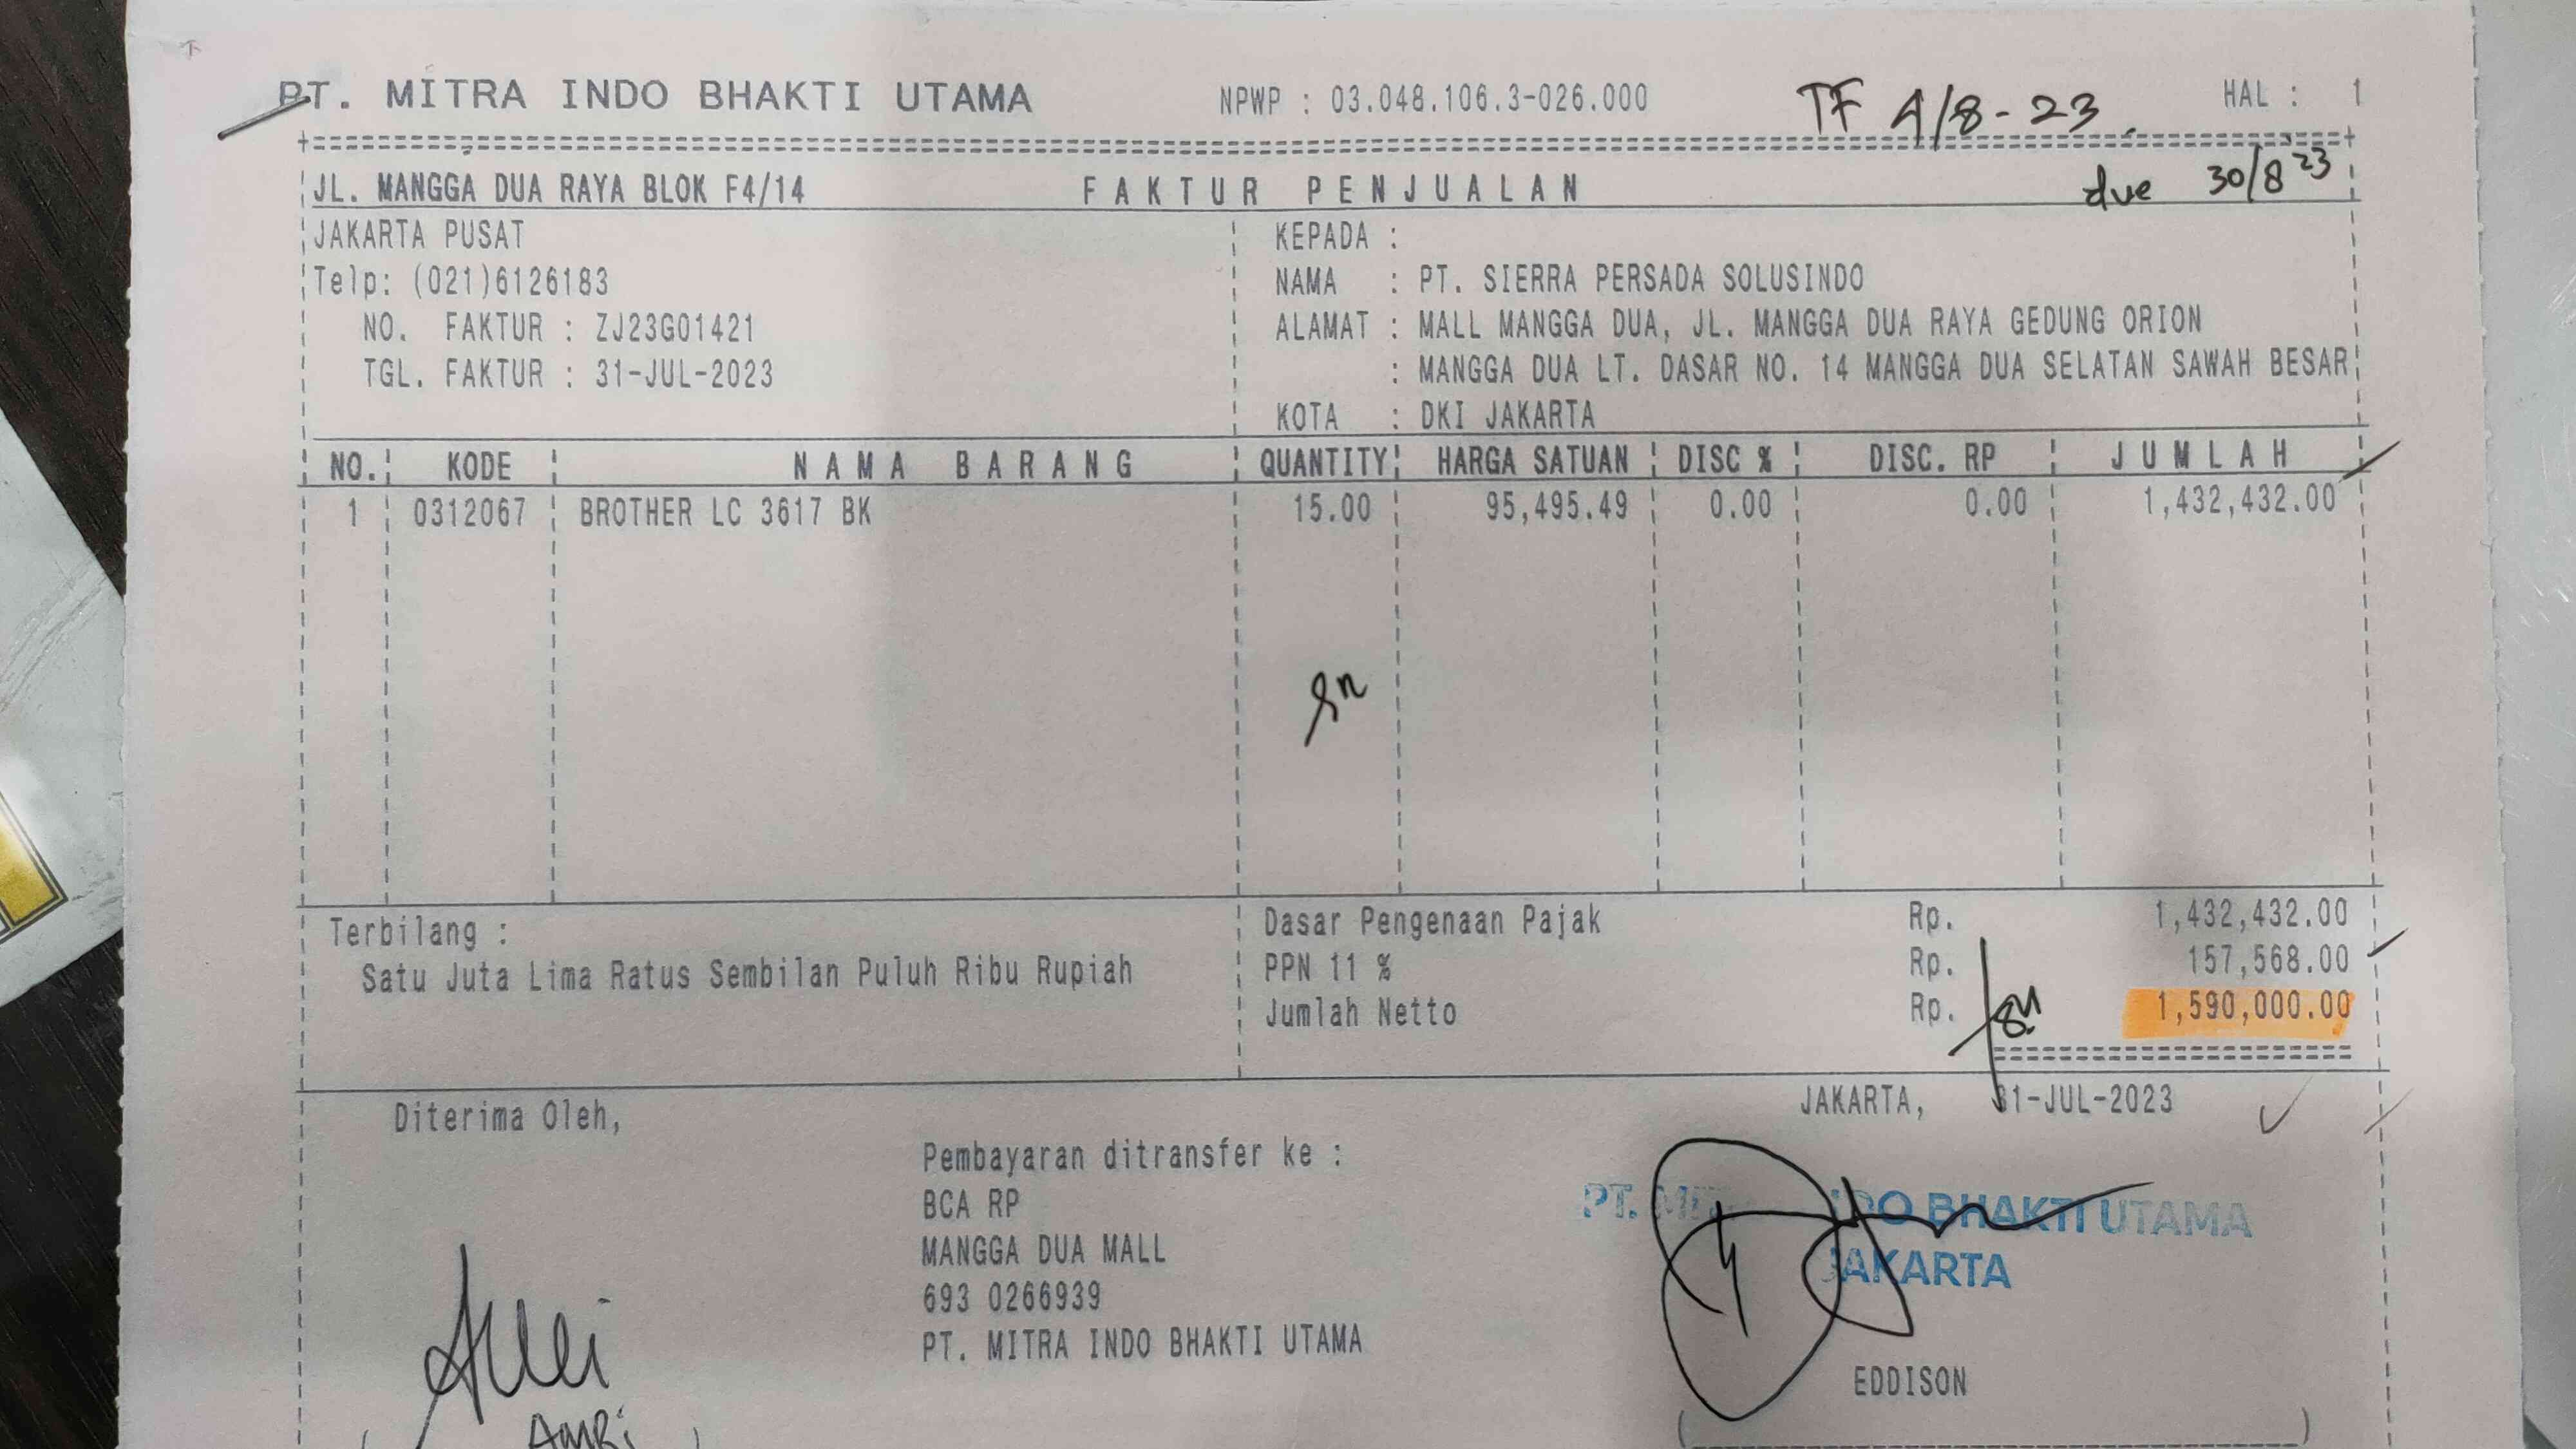 PT. MITRA INDO BHAKTI UTAMA NPWP : 03.048.106.3-026.000 TF 4/8-23 HAL : 1
due 30/8 23
JL. MANGGA DUA RAYA BLOK F4/14 FAKTUR PENJUALAN
JAKARTA PUSAT KEPADA :
Telp: (021)6126183 NAMA : PT. SIERRA PERSADA SOLUSINDO
NO. FAKTUR : ZJ23G01421 ALAMAT : MALL MANGGA DUA, JL. MANGGA DUA RAYA GEDUNG ORION
TGL. FAKTUR : 31-JUL-2023 : MANGGA DUA LT. DASAR NO. 14 MANGGA DUA SELATAN SAWAH BESAR
KOTA : DKI JAKARTA
NO. KODE NAMA BARANG QUANTITY HARGA SATUAN DISC % DISC. RP JUMLAH
1 0312067 BROTHER LC 3617 BK 15.00 95,495.49 0.00 0.00 1,432,432.00
Terbilang : Dasar Pengenaan Pajak Rp. 1,432,432.00
Satu Juta Lima Ratus Sembilan Puluh Ribu Rupiah PPN 11 % Rp. 157,568.00
Jumlah Netto Rp. 1,590,000.00
Diterima Oleh, JAKARTA, 31-JUL-2023
Pembayaran ditransfer ke :
BCA RP
MANGGA DUA MALL
693 0266939
PT. MITRA INDO BHAKTI UTAMA
PT. INDO BHAKTI UTAMA
JAKARTA
EDDISON